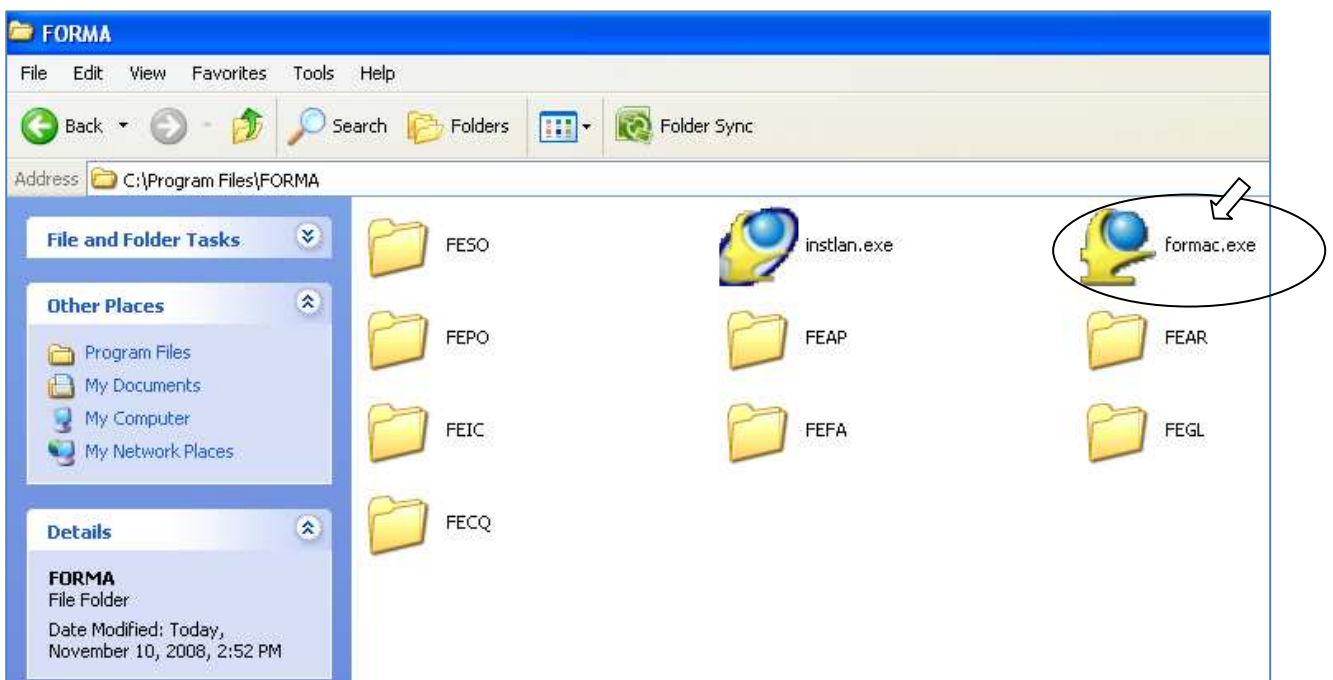 FORMA
File Edit View Favorites Tools Help
Back Search Folders Folder Sync
Address C:\Program Files\FORMA
File and Folder Tasks
Other Places
Program Files
My Documents
My Computer
My Network Places
Details
FORMA
File Folder
Date Modified: Today,
November 10, 2008, 2:52 PM
FESO instlan.exe formac.exe
FEPO FEAP FEAR
FEIC FEFA FEGL
FECQ